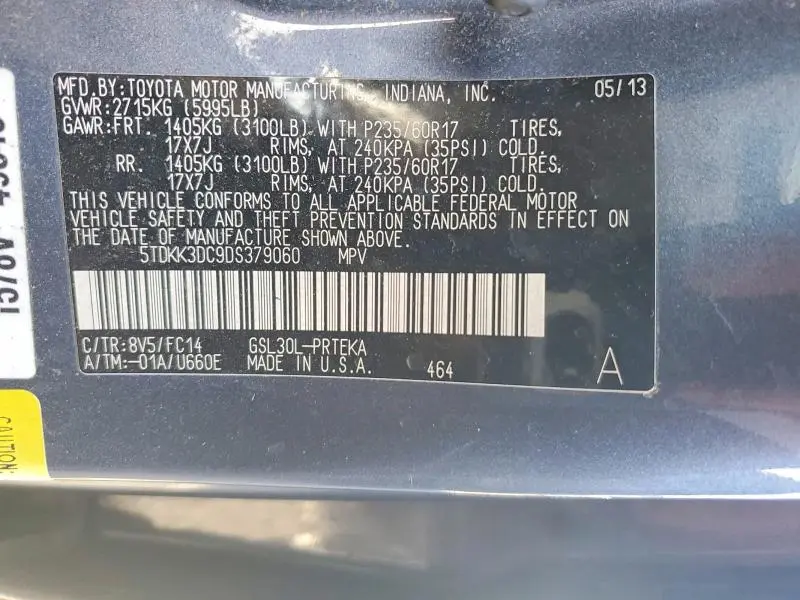 MFD.BY:TOYOTA MOTOR MANUFACTURING, INDIANA, INC. 05/13
GVWR:2715KG (5995LB)
GAWR:FRT. 1405KG (3100LB) WITH P235/60R17 TIRES,
17X7J RIMS, AT 240KPA (35PSI) COLD.
RR. 1405KG (3100LB) WITH P235/60R17 TIRES,
17X7J RIMS, AT 240KPA (35PSI) COLD.
THIS VEHICLE CONFORMS TO ALL APPLICABLE FEDERAL MOTOR
VEHICLE SAFETY AND THEFT PREVENTION STANDARDS IN EFFECT ON
THE DATE OF MANUFACTURE SHOWN ABOVE.
5TDKK3DC9DS379060 MPV
C/TR:8V5/FC14 GSL30L-PRTEKA
A/TM:-01A/U660E MADE IN U.S.A. 464 A
CAUTION: